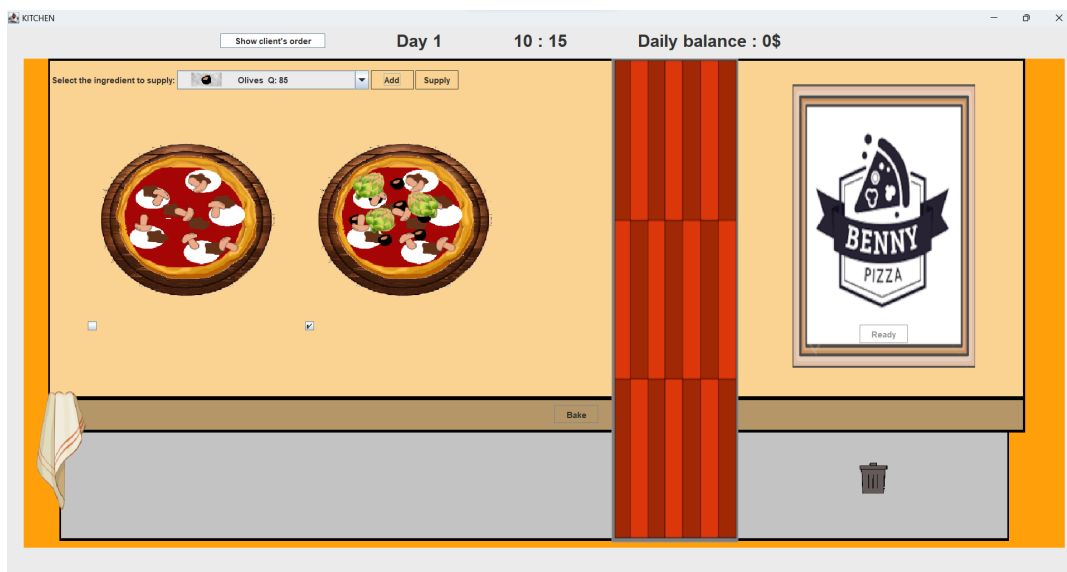 KITCHEN
Show client's order
Day 1
10 : 15
Daily balance : 0$
Select the ingredient to supply:
Olives Q: 85
Add
Supply
BENNY
PIZZA
Ready
Bake